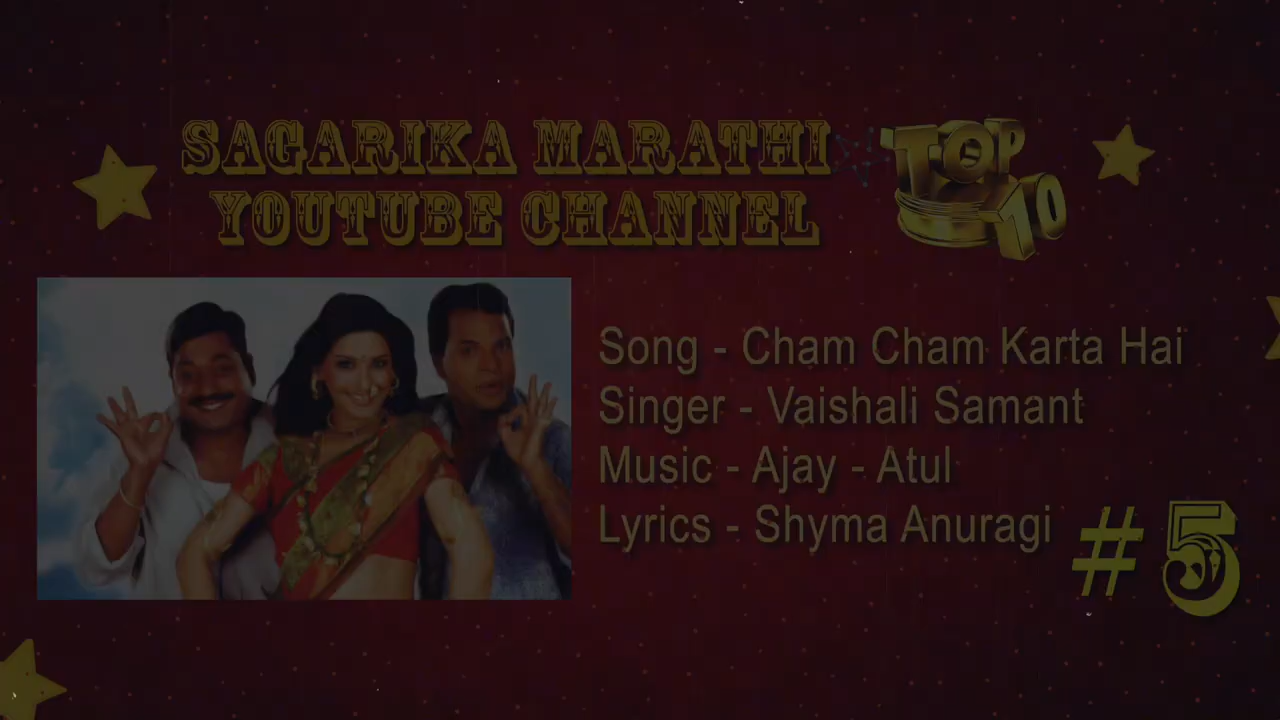 SAGARIKA MARATHI
YOUTUBE CHANNEL
TOP
10
Song - Cham Cham Karta Hai
Singer - Vaishali Samant
Music - Ajay - Atul
Lyrics - Shyma Anuragi
# 5